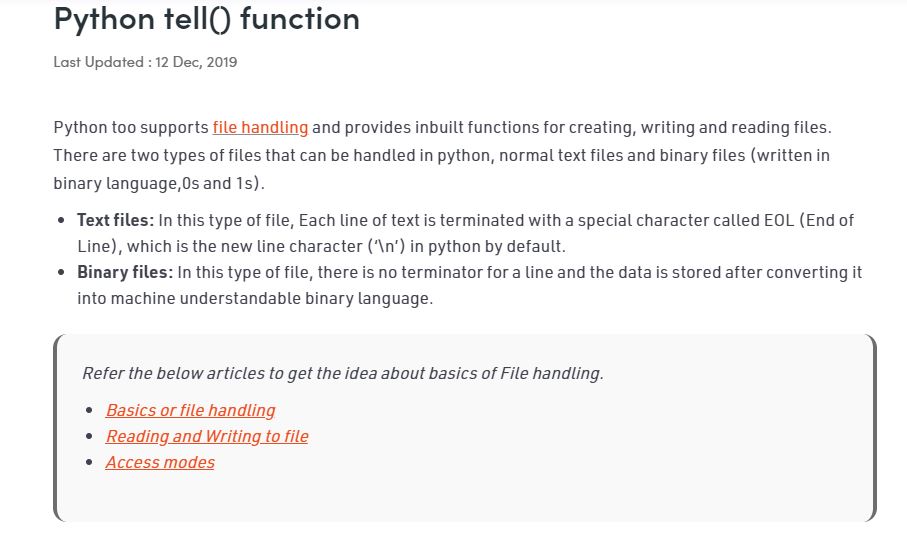 Python tell() function
Last Updated : 12 Dec, 2019
Python too supports file handling and provides inbuilt functions for creating, writing and reading files.
There are two types of files that can be handled in python, normal text files and binary files (written in
binary language,0s and 1s).
• Text files: In this type of file, Each line of text is terminated with a special character called EOL (End of
Line), which is the new line character (‘\n’) in python by default.
• Binary files: In this type of file, there is no terminator for a line and the data is stored after converting it
into machine understandable binary language.
Refer the below articles to get the idea about basics of File handling.
• Basics or file handling
• Reading and Writing to file
• Access modes